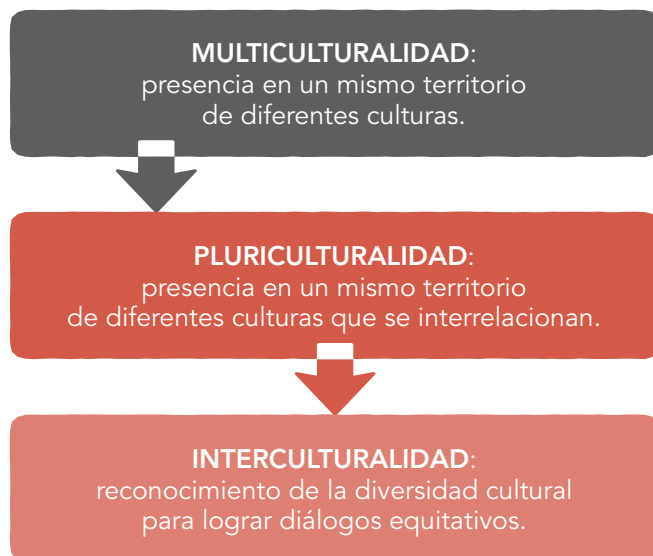 MULTICULTURALIDAD:
presencia en un mismo territorio
de diferentes culturas.
PLURICULTURALIDAD:
presencia en un mismo territorio
de diferentes culturas que se interrelacionan.
INTERCULTURALIDAD:
reconocimiento de la diversidad cultural
para lograr diálogos equitativos.